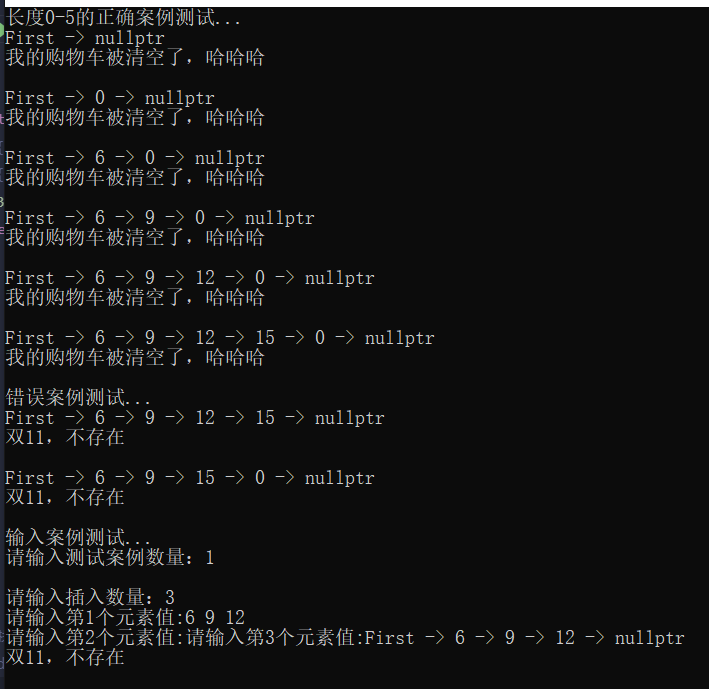 长度0-5的正确案例测试...
First -> nullptr
我的购物车被清空了，哈哈哈
First -> 0 -> nullptr
我的购物车被清空了，哈哈哈
First -> 6 -> 0 -> nullptr
我的购物车被清空了，哈哈哈
First -> 6 -> 9 -> 0 -> nullptr
我的购物车被清空了，哈哈哈
First -> 6 -> 9 -> 12 -> 0 -> nullptr
我的购物车被清空了，哈哈哈
First -> 6 -> 9 -> 12 -> 15 -> 0 -> nullptr
我的购物车被清空了，哈哈哈
错误案例测试...
First -> 6 -> 9 -> 12 -> 15 -> nullptr
双11，不存在
First -> 6 -> 9 -> 15 -> 0 -> nullptr
双11，不存在
输入案例测试...
请输入测试案例数量：1
请输入插入数量：3
请输入第1个元素值:6 9 12
请输入第2个元素值:请输入第3个元素值:First -> 6 -> 9 -> 12 -> nullptr
双11，不存在